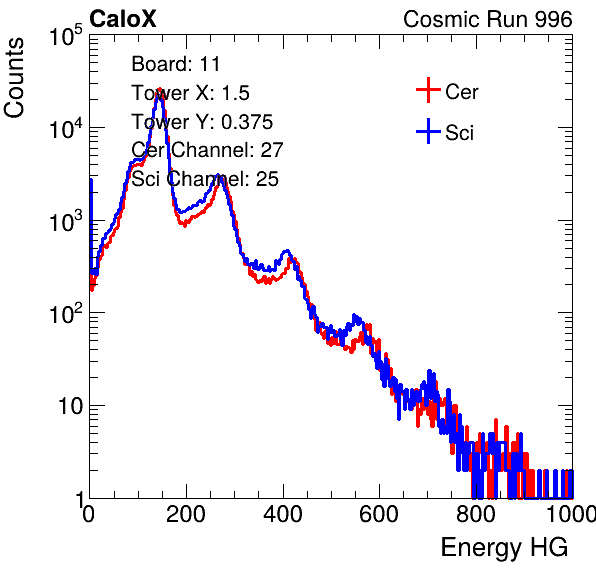 CaloX Cosmic Run 996
Counts
Board: 11
Tower X: 1.5
Tower Y: 0.375
Cer Channel: 27
Sci Channel: 25
Cer
Sci
10^5
10^4
10^3
10^2
10
1
0 200 400 600 800 1000
Energy HG